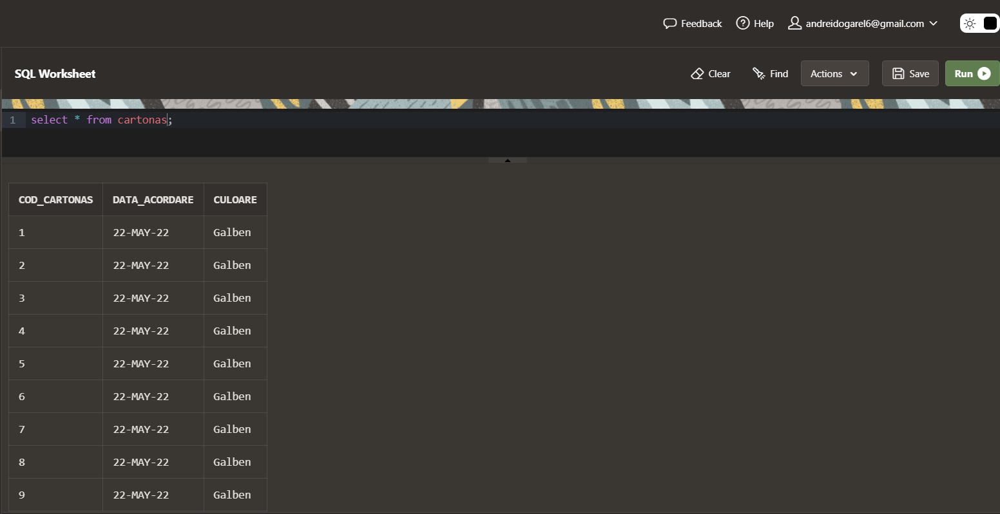 Feedback Help andreidogarel6@gmail.com
SQL Worksheet Clear Find Actions Save Run
1 select * from cartonas;
COD_CARTONAS DATA_ACORDARE CULOARE
1 22-MAY-22 Galben
2 22-MAY-22 Galben
3 22-MAY-22 Galben
4 22-MAY-22 Galben
5 22-MAY-22 Galben
6 22-MAY-22 Galben
7 22-MAY-22 Galben
8 22-MAY-22 Galben
9 22-MAY-22 Galben